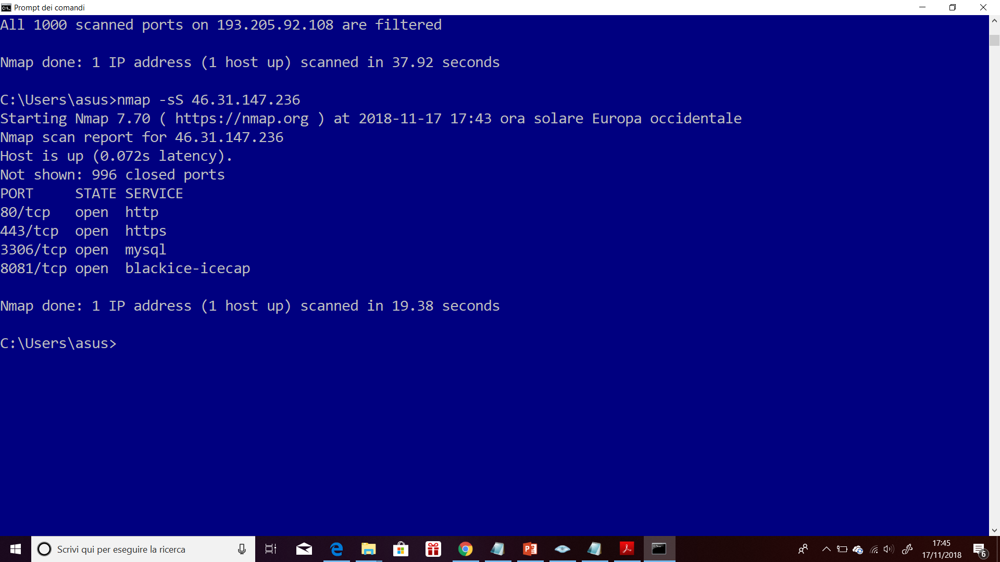 Prompt dei comandi
All 1000 scanned ports on 193.205.92.108 are filtered
Nmap done: 1 IP address (1 host up) scanned in 37.92 seconds
C:\Users\asus>nmap -sS 46.31.147.236
Starting Nmap 7.70 ( https://nmap.org ) at 2018-11-17 17:43 ora solare Europa occidentale
Nmap scan report for 46.31.147.236
Host is up (0.072s latency).
Not shown: 996 closed ports
PORT     STATE SERVICE
80/tcp   open  http
443/tcp  open  https
3306/tcp open  mysql
8081/tcp open  blackice-icecap
Nmap done: 1 IP address (1 host up) scanned in 19.38 seconds
C:\Users\asus>
Scrivi qui per eseguire la ricerca
17:45
17/11/2018
6